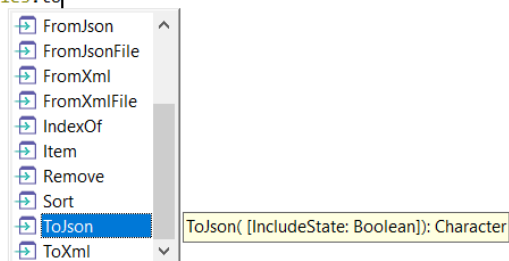 FromJson
FromJsonFile
FromXml
FromXmlFile
IndexOf
Item
Remove
Sort
ToJson
ToJson( [IncludeState: Boolean]): Character
ToXml